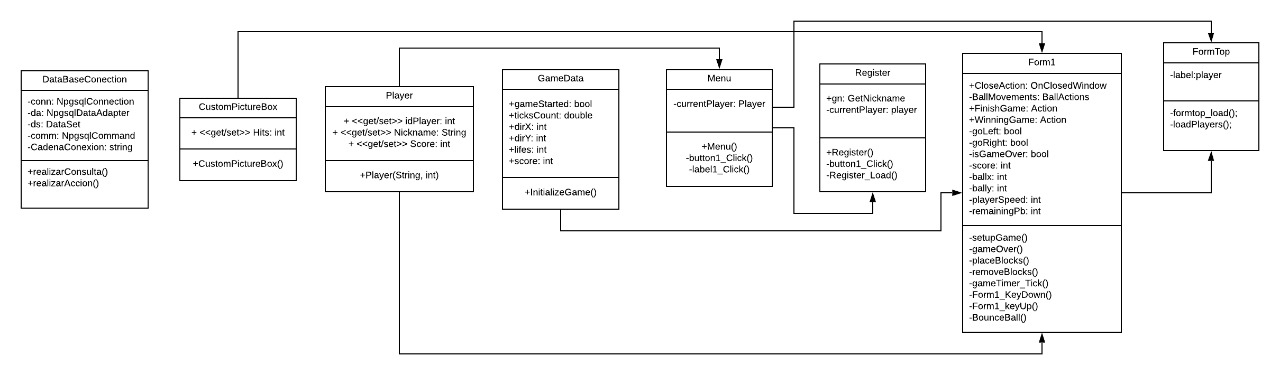 DataBaseConection
-conn: NpgsqlConnection
-da: NpgsqlDataAdapter
-ds: DataSet
-comm: NpgsqlCommand
-CadenaConexion: string
+realizarConsulta()
+realizarAccion()
CustomPictureBox
+ <<get/set>> Hits: int
+CustomPictureBox()
Player
+ <<get/set>> idPlayer: int
+ <<get/set>> Nickname: String
+ <<get/set>> Score: int
+Player(String, int)
GameData
+gameStarted: bool
+ticksCount: double
+dirX: int
+dirY: int
+lifes: int
+score: int
+InitializeGame()
Menu
-currentPlayer: Player
+Menu()
-button1_Click()
-label1_Click()
Register
+gn: GetNickname
-currentPlayer: player
+Register()
-button1_Click()
-Register_Load()
Form1
+CloseAction: OnClosedWindow
-BallMovements: BallActions
+FinishGame: Action
+WinningGame: Action
-goLeft: bool
-goRight: bool
-isGameOver: bool
-score: int
-ballx: int
-bally: int
-playerSpeed: int
-remainingPb: int
-setupGame()
-gameOver()
-placeBlocks()
-removeBlocks()
-gameTimer_Tick()
-Form1_KeyDown()
-Form1_keyUp()
-BounceBall()
FormTop
-label:player
-formtop_load();
-loadPlayers();